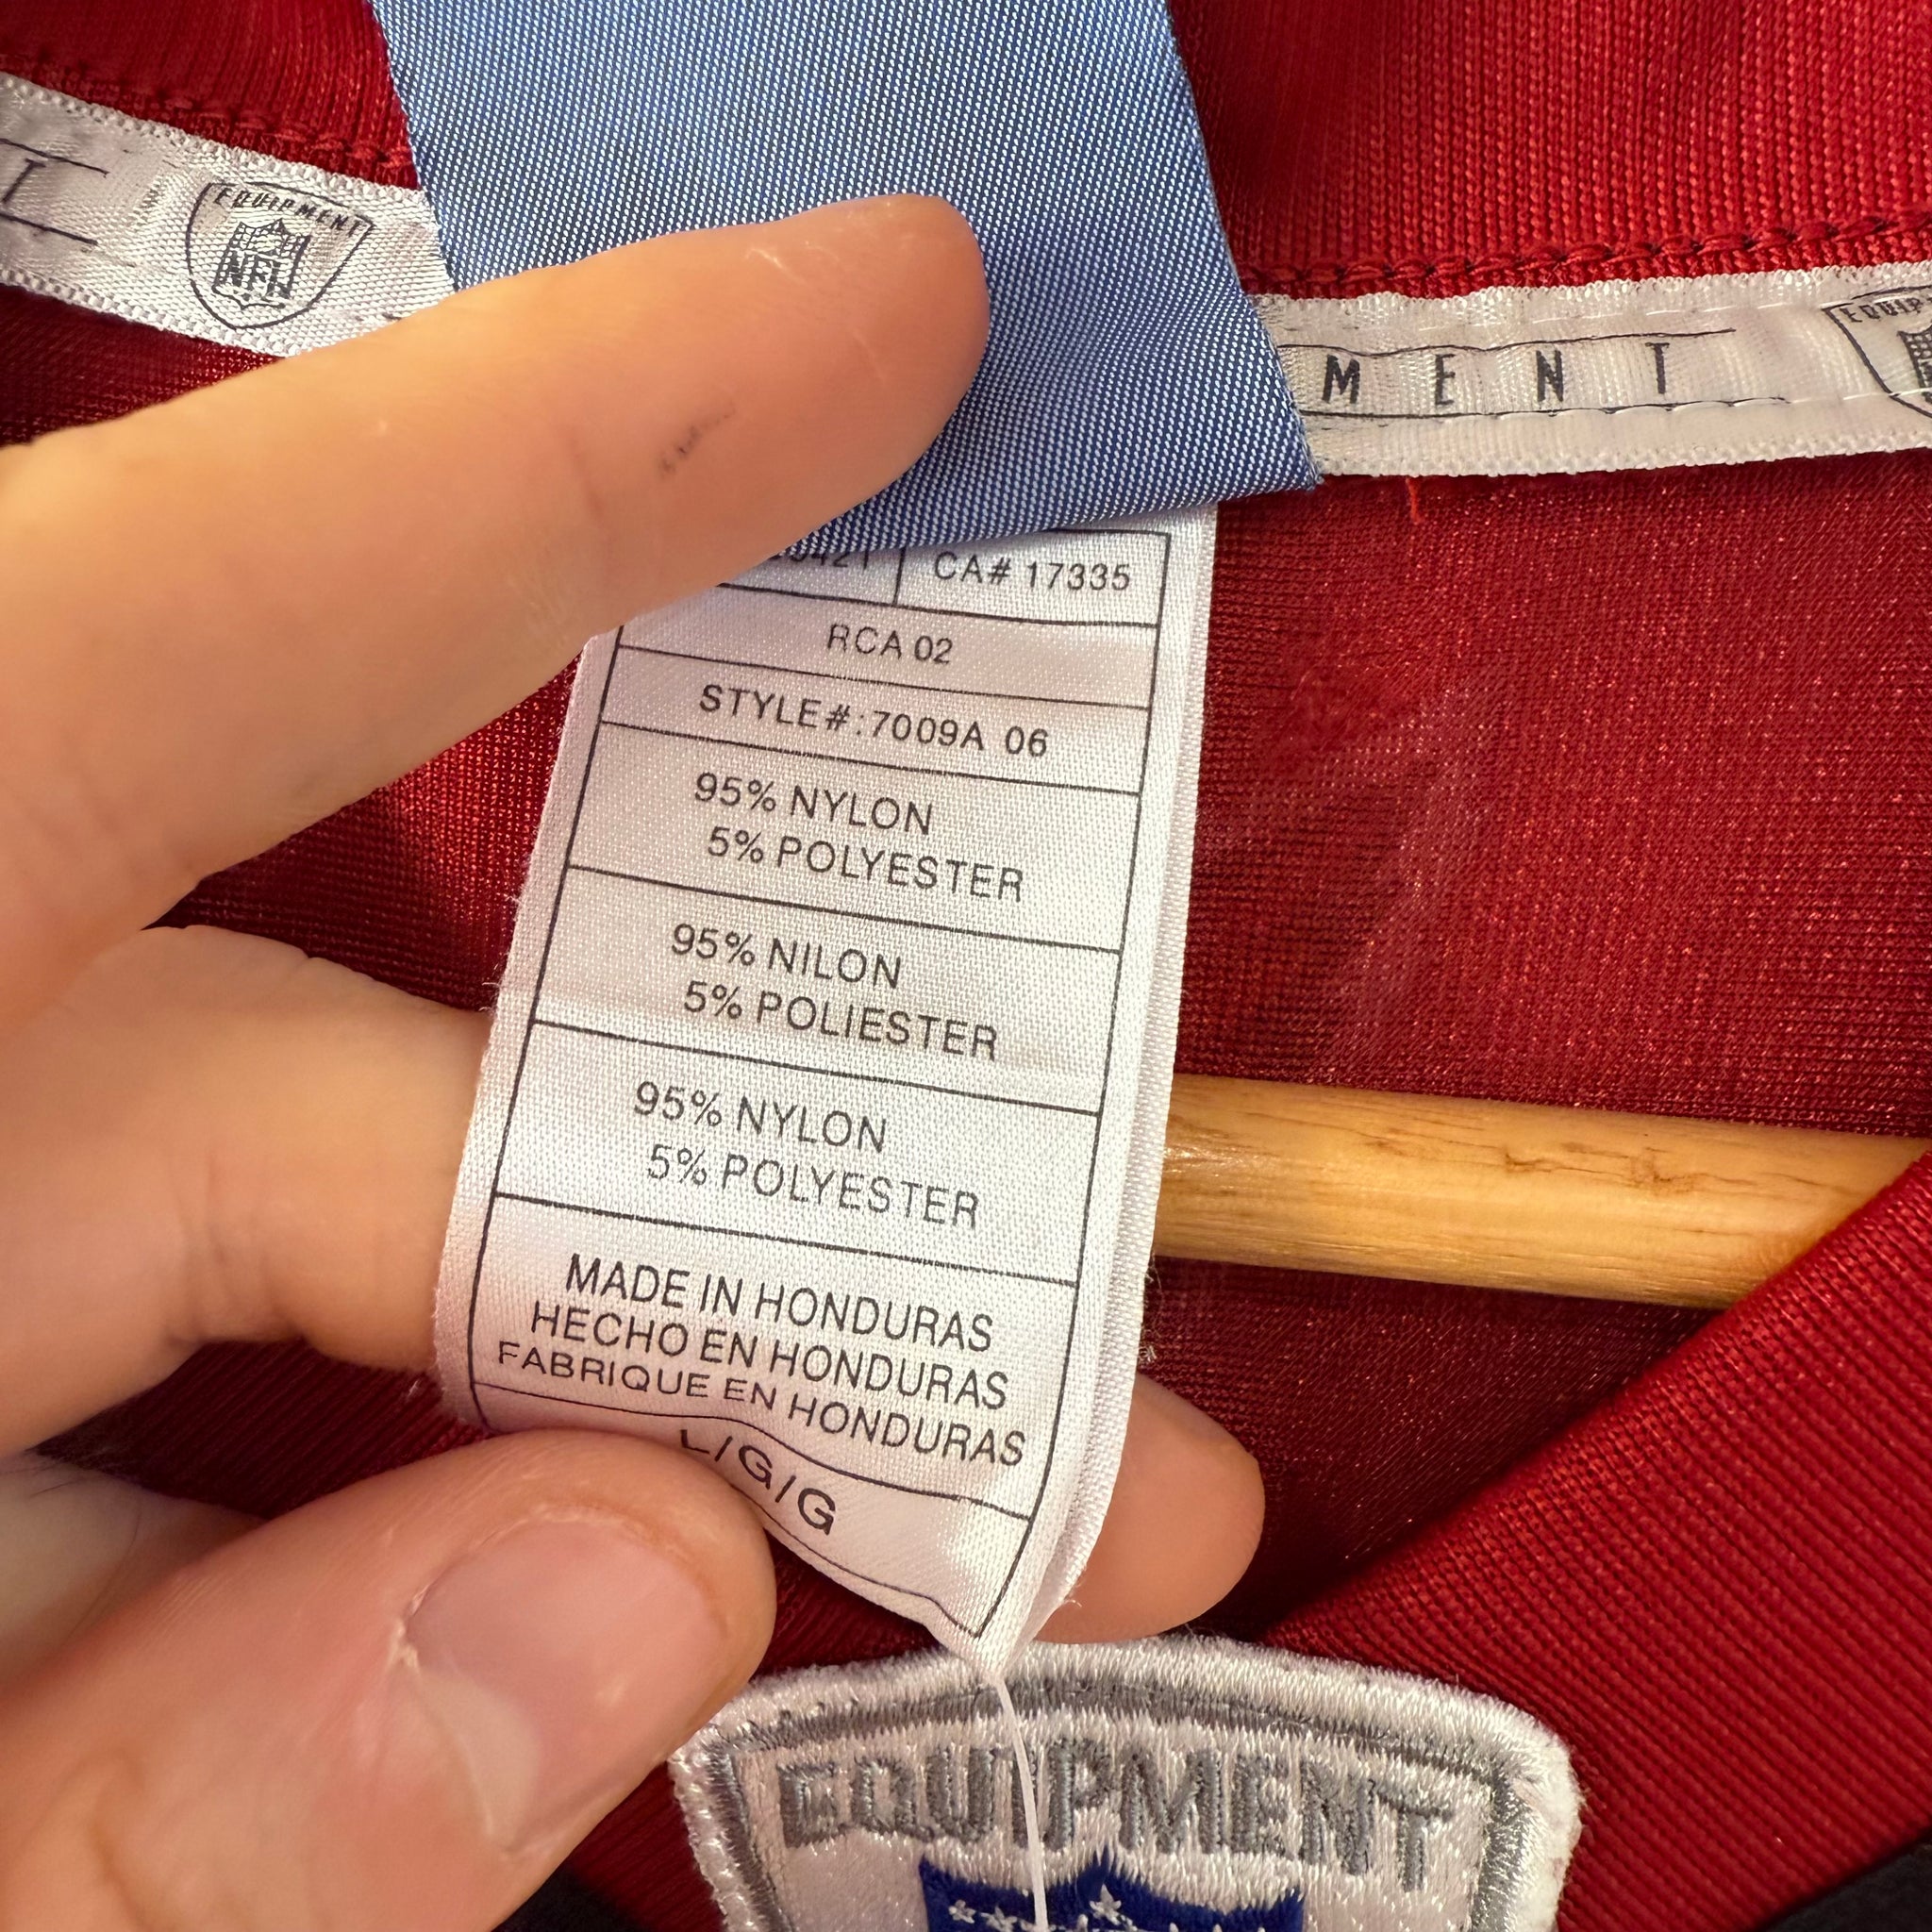 T
EQUIPMENT
NFL
MENT
CA# 17335
RCA 02
STYLE#:7009A 06
95% NYLON
5% POLYESTER
95% NILON
5% POLIESTER
95% NYLON
5% POLYESTER
MADE IN HONDURAS
HECHO EN HONDURAS
FABRIQUE EN HONDURAS
L/G/G
EQUIPMENT